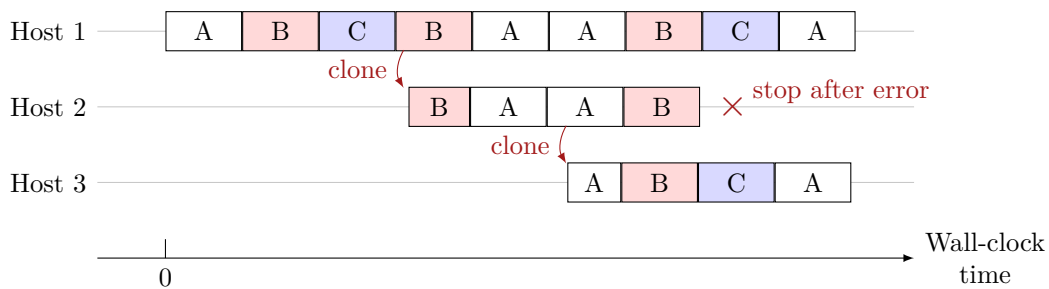 Host 1 A B C B A A B C A
clone
Host 2 B A A B stop after error
clone
Host 3 A B C A
Wall-clock
time
0